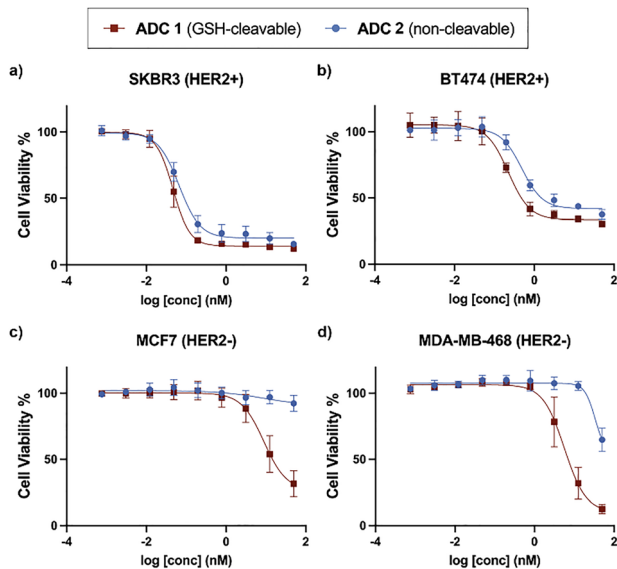 ADC 1 (GSH-cleavable) ADC 2 (non-cleavable)
a) SKBR3 (HER2+)
Cell Viability %
100
50
0
-4 -2 0 2
log [conc] (nM)
b) BT474 (HER2+)
Cell Viability %
100
50
0
-4 -2 0 2
log [conc] (nM)
c) MCF7 (HER2-)
Cell Viability %
100
50
0
-4 -2 0 2
log [conc] (nM)
d) MDA-MB-468 (HER2-)
Cell Viability %
100
50
0
-4 -2 0 2
log [conc] (nM)